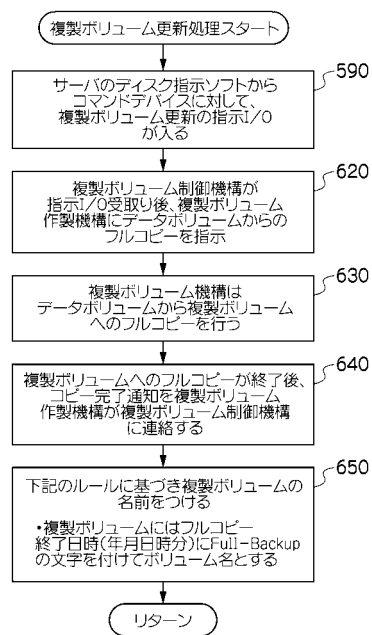 複製ボリューム更新処理スタート
590
サーバのディスク指示ソフトから
コマンドデバイスに対して、
複製ボリューム更新の指示I/O
が入る
620
複製ボリューム制御機構が
指示I/O受取り後、複製ボリューム
作製機構にデータボリュームからの
フルコピーを指示
630
複製ボリューム機構は
データボリュームから複製ボリューム
へのフルコピーを行う
640
複製ボリュームへのフルコピーが終了後、
コピー完了通知を複製ボリューム
作製機構が複製ボリューム制御機構
に連絡する
650
下記のルールに基づき複製ボリュームの
名前をつける
・複製ボリュームにはフルコピー
終了日時(年月日時分)にFull-Backup
の文字を付けてボリューム名とする
リターン